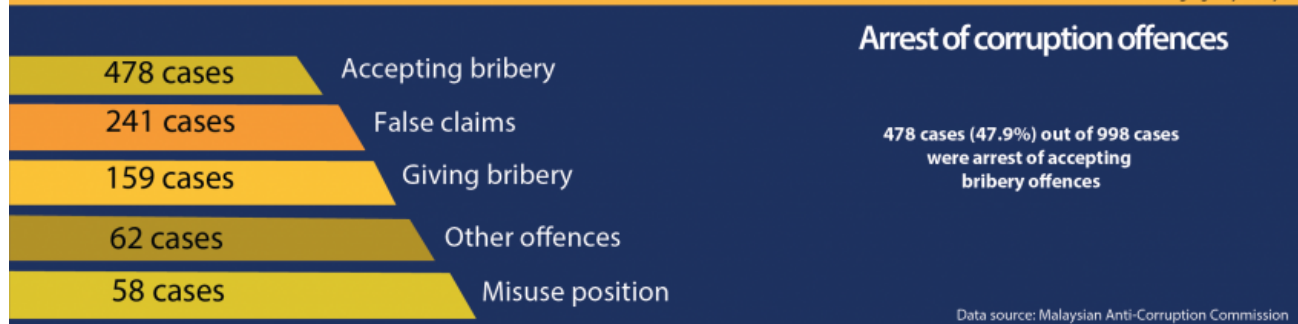 Arrest of corruption offences
478 cases Accepting bribery
241 cases False claims
159 cases Giving bribery
62 cases Other offences
58 cases Misuse position
478 cases (47.9%) out of 998 cases
were arrest of accepting
bribery offences
Data source: Malaysian Anti-Corruption Commission